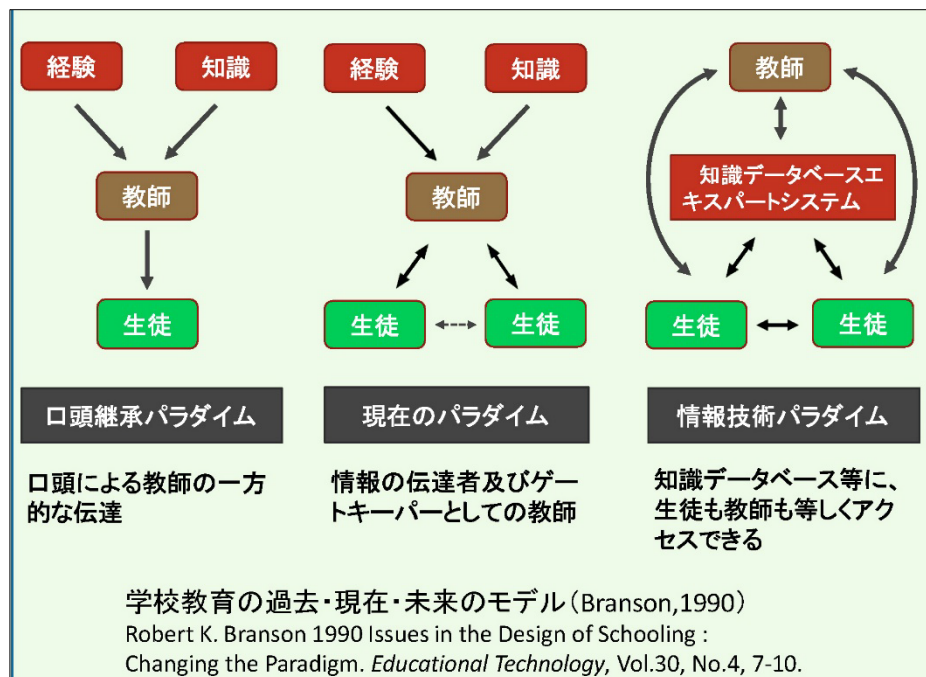 経験
知識
教師
生徒
口頭継承パラダイム
口頭による教師の一方
的な伝達
経験
知識
教師
生徒
生徒
現在のパラダイム
情報の伝達者及びゲー
トキーパーとしての教師
教師
知識データベースエ
キスパートシステム
生徒
生徒
情報技術パラダイム
知識データベース等に、
生徒も教師も等しくアク
セスできる
学校教育の過去・現在・未来のモデル(Branson,1990)
Robert K. Branson 1990 Issues in the Design of Schooling :
Changing the Paradigm. Educational Technology, Vol.30, No.4, 7-10.